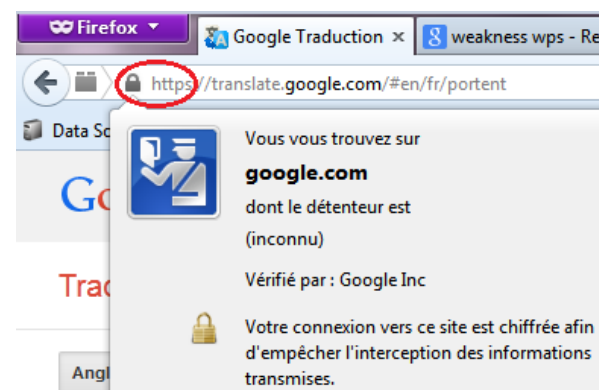 Firefox
Google Traduction × weakness wps - Re
https://translate.google.com/#en/fr/portent
Data Sc
Go
Vous vous trouvez sur
google.com
dont le détenteur est
(inconnu)
Vérifié par : Google Inc
Trad
Votre connexion vers ce site est chiffrée afin
d'empêcher l'interception des informations
transmises.
Angl